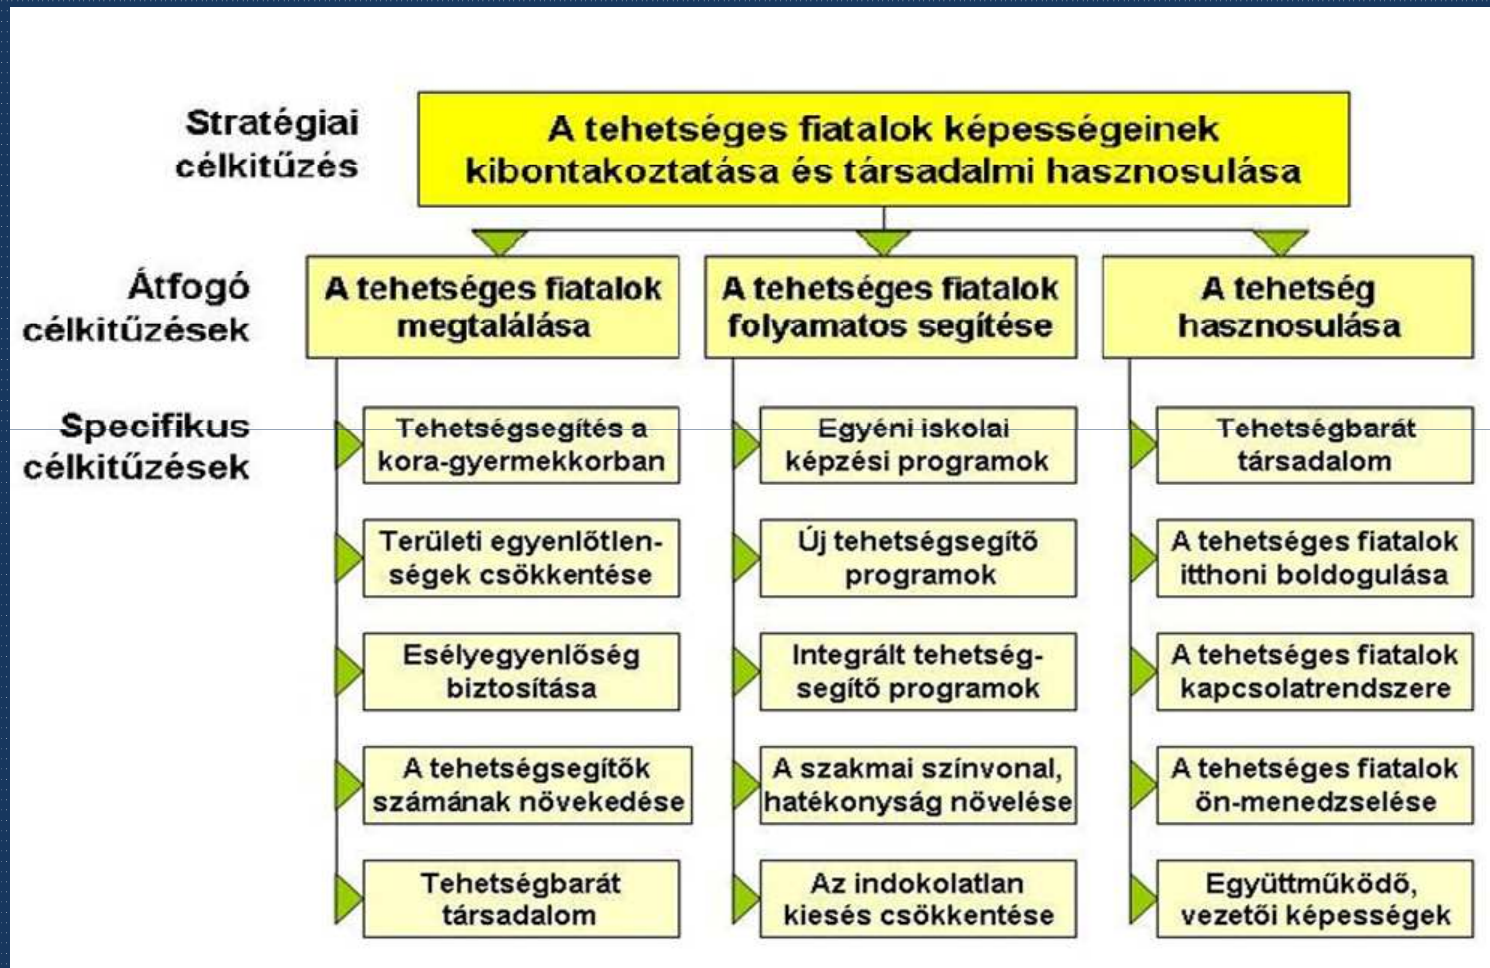 Stratégiai
célkitűzés
A tehetséges fiatalok képességeinek
kibontakoztatása és társadalmi hasznosulása
Átfogó
célkitűzések
A tehetséges fiatalok
megtalálása
A tehetséges fiatalok
folyamatos segítése
A tehetség
hasznosulása
Specifikus
célkitűzések
Tehetségsegítés a
kora-gyermekkorban
Területi egyenlőtlen-
ségek csökkentése
Esélyegyenlőség
biztosítása
A tehetségsegítők
számának növekedése
Tehetségbarát
társadalom
Egyéni iskolai
képzési programok
Új tehetségsegítő
programok
Integrált tehetség-
segítő programok
A szakmai színvonal,
hatékonyság növelése
Az indokolatlan
kiesés csökkentése
Tehetségbarát
társadalom
A tehetséges fiatalok
itthoni boldogulása
A tehetséges fiatalok
kapcsolatrendszere
A tehetséges fiatalok
ön-menedzselése
Együttműködő,
vezetői képességek